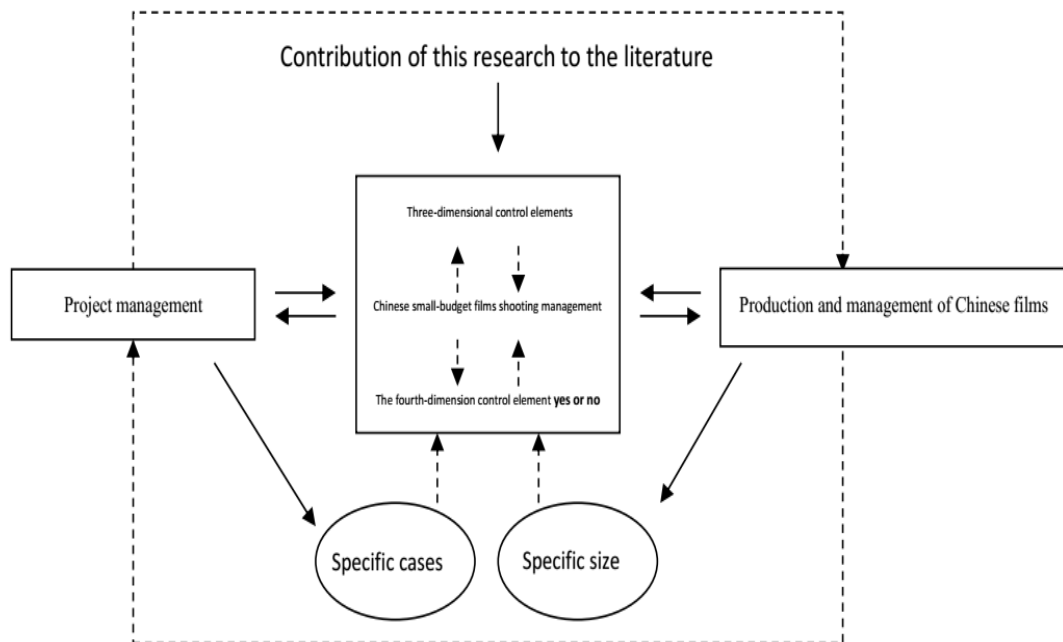 Contribution of this research to the literature
Three-dimensional control elements
Project management
Chinese small-budget films shooting management
Production and management of Chinese films
The fourth-dimension control element yes or no
Specific cases
Specific size